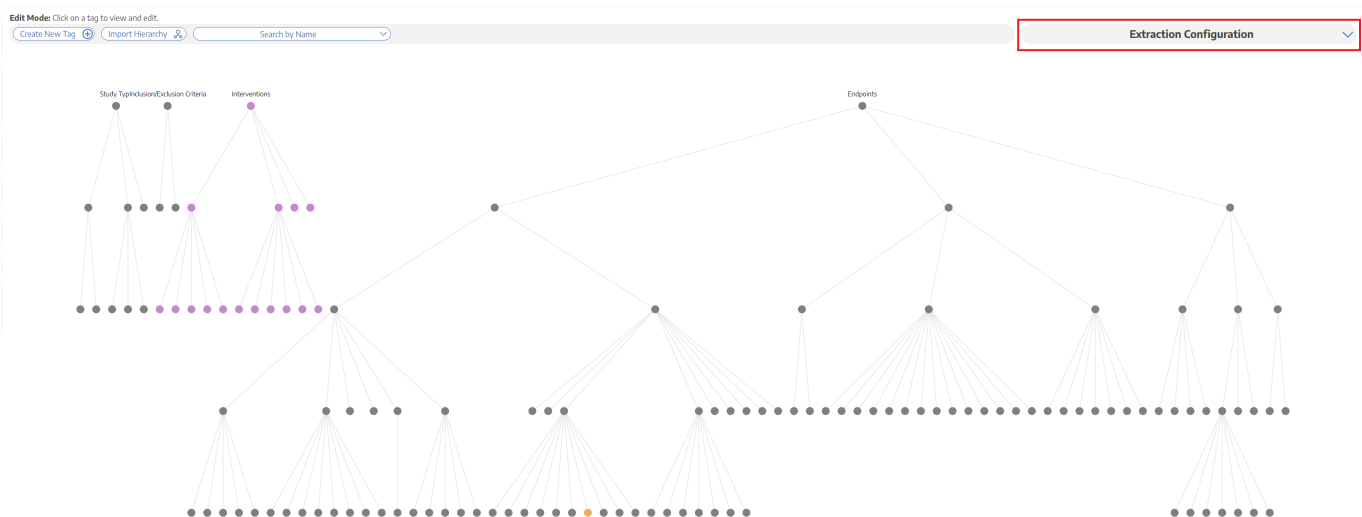 Edit Mode: Click on a tag to view and edit.
Create New Tag Import Hierarchy Search by Name Extraction Configuration
Study TypInclusion/Exclusion Criteria Interventions Endpoints